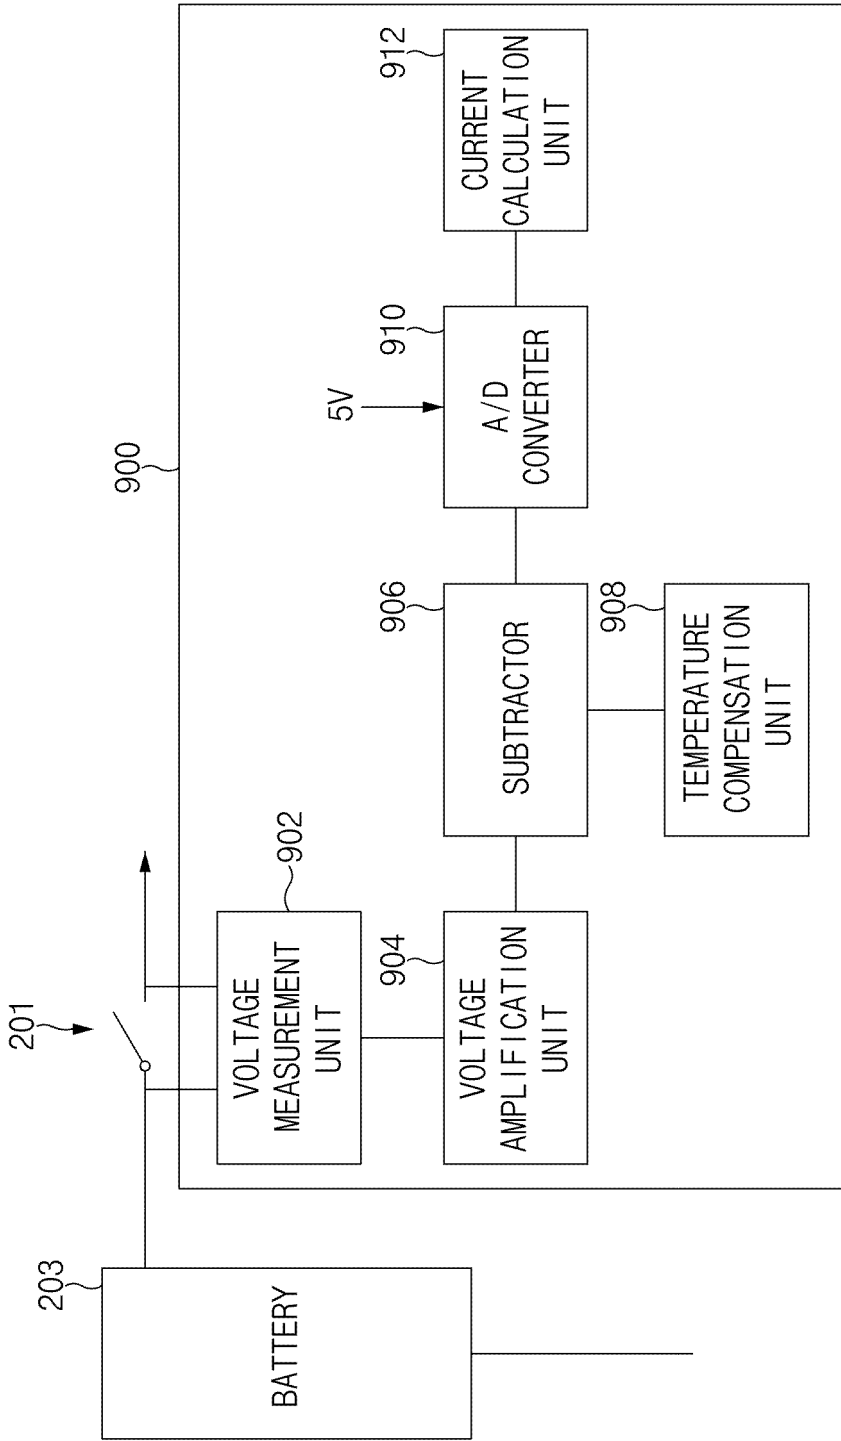 203
BATTERY
201
900
902
VOLTAGE
MEASUREMENT
UNIT
904
VOLTAGE
AMPLIFICATION
UNIT
906
SUBTRACTOR
908
TEMPERATURE
COMPENSATION
UNIT
5V
910
A/D
CONVERTER
912
CURRENT
CALCULATION
UNIT